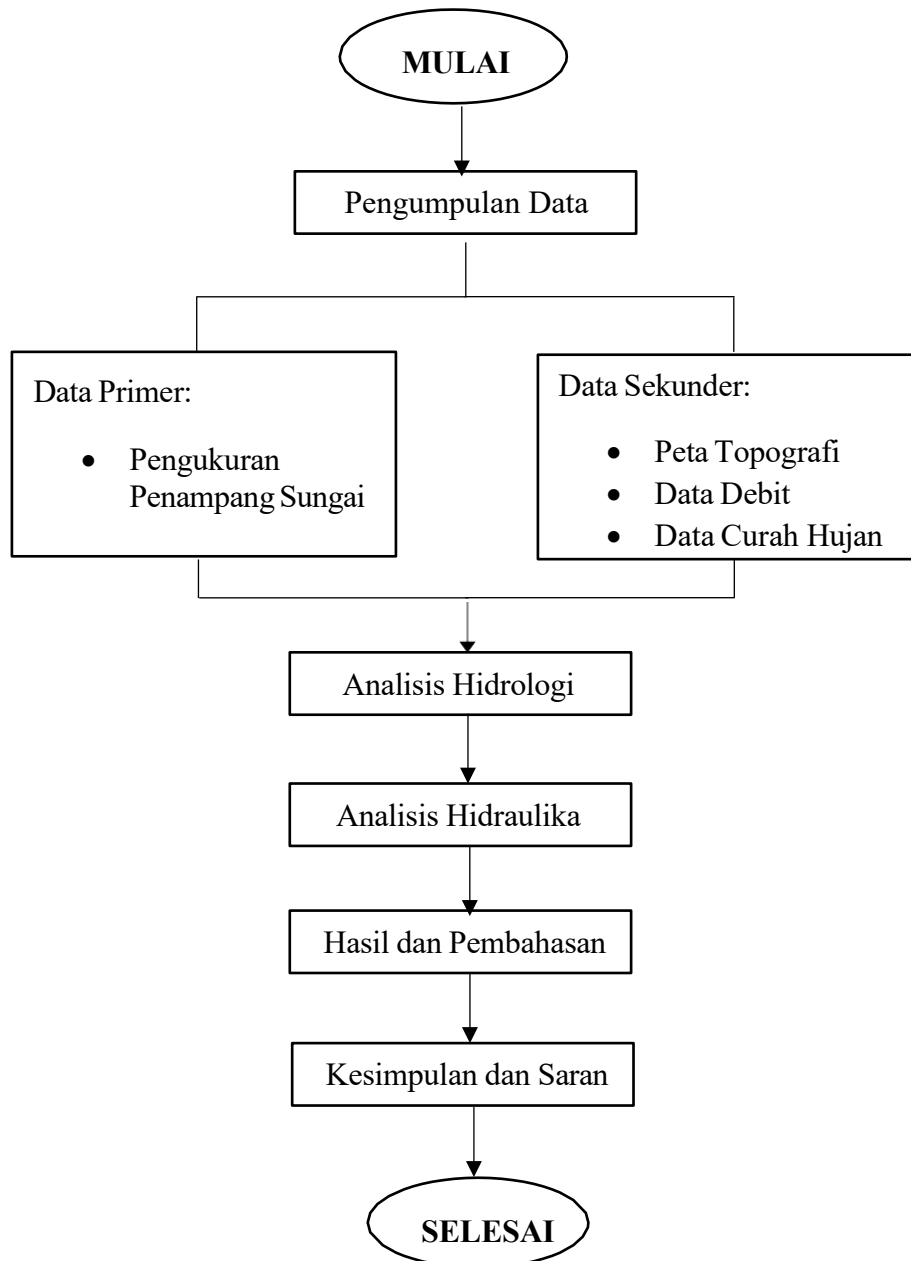 MULAI
Pengumpulan Data
Data Primer:
• Pengukuran
Penampang Sungai
Data Sekunder:
• Peta Topografi
• Data Debit
• Data Curah Hujan
Analisis Hidrologi
Analisis Hidraulika
Hasil dan Pembahasan
Kesimpulan dan Saran
SELESAI